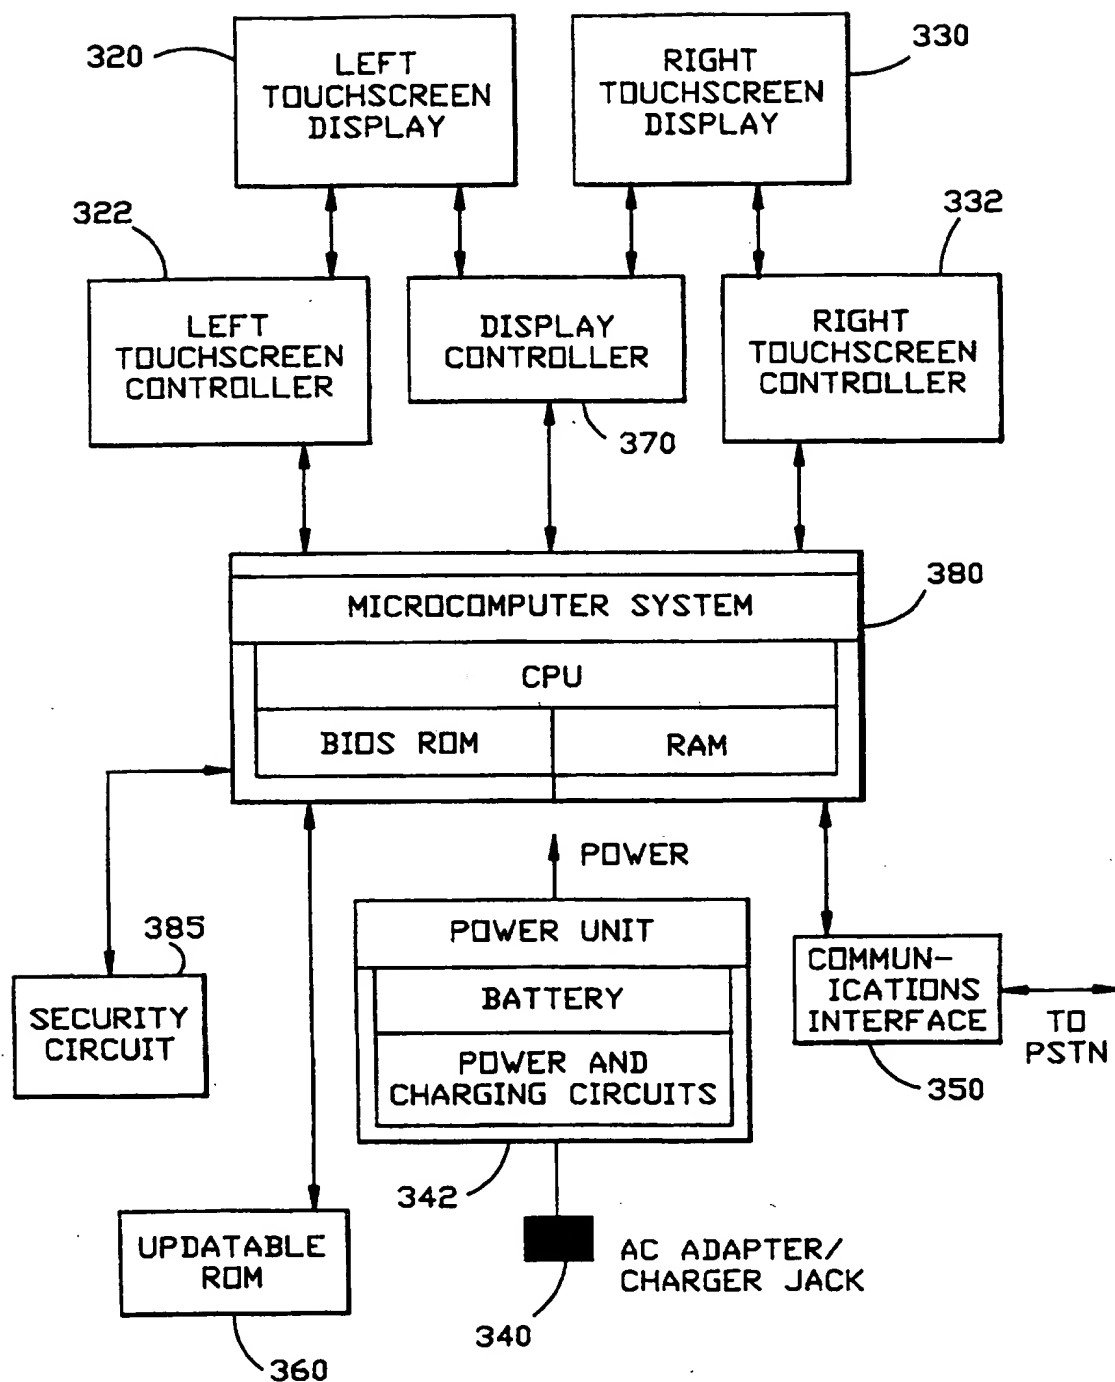 320
LEFT
TOUCHSCREEN
DISPLAY
RIGHT
TOUCHSCREEN
DISPLAY
330
322
332
LEFT
TOUCHSCREEN
CONTROLLER
DISPLAY
CONTROLLER
RIGHT
TOUCHSCREEN
CONTROLLER
370
380
MICROCOMPUTER SYSTEM
CPU
BIOS ROM
RAM
POWER
385
SECURITY
CIRCUIT
POWER UNIT
BATTERY
POWER AND
CHARGING CIRCUITS
COMMUN-
ICATIONS
INTERFACE
TO
PSTN
350
342
UPDATABLE
ROM
AC ADAPTER/
CHARGER JACK
340
360